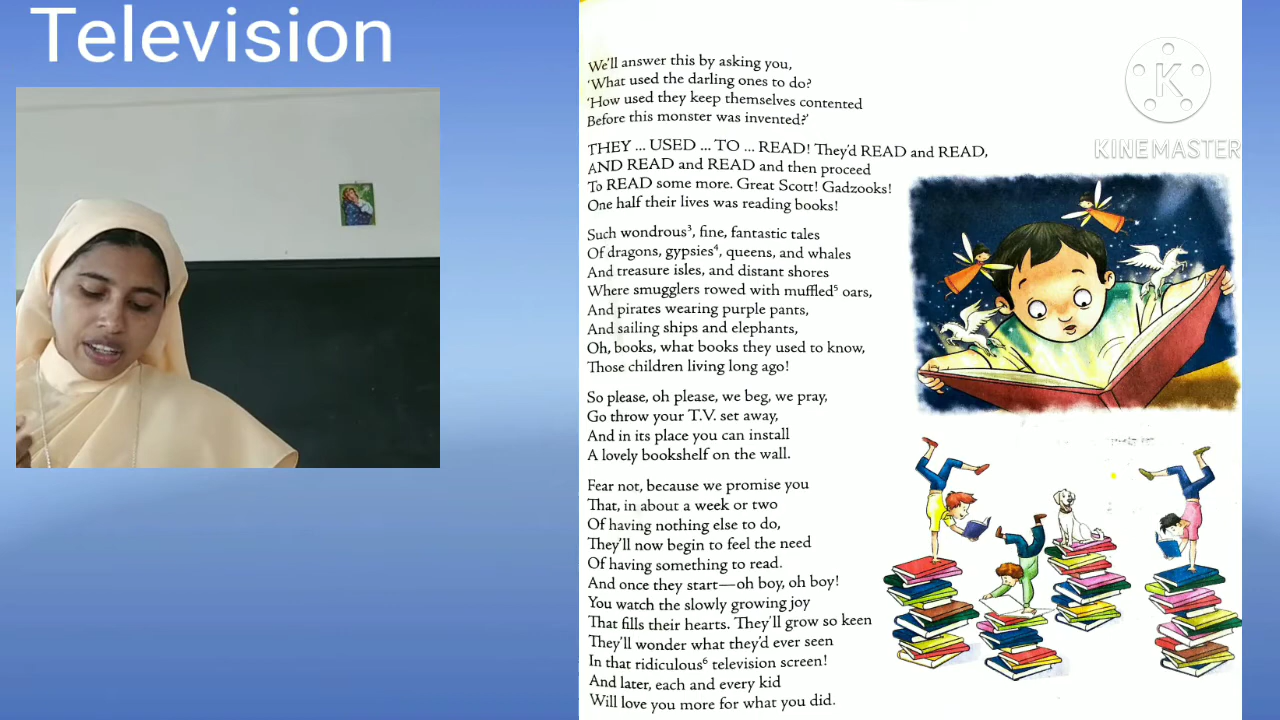 Television
We'll answer this by asking you,
'What used the darling ones to do?
'How used they keep themselves contented
Before this monster was invented?'
THEY ... USED ... TO ... READ! They'd READ and READ,
AND READ and READ and then proceed
To READ some more. Great Scott! Gadzooks!
One half their lives was reading books!
Such wondrous³, fine, fantastic tales
Of dragons, gypsies⁴, queens, and whales
And treasure isles, and distant shores
Where smugglers rowed with muffled⁵ oars,
And pirates wearing purple pants,
And sailing ships and elephants,
Oh, books, what books they used to know,
Those children living long ago!
So please, oh please, we beg, we pray,
Go throw your T.V. set away,
And in its place you can install
A lovely bookshelf on the wall.
Fear not, because we promise you
That, in about a week or two
Of having nothing else to do,
They'll now begin to feel the need
Of having something to read.
And once they start—oh boy, oh boy!
You watch the slowly growing joy
That fills their hearts. They'll grow so keen
They'll wonder what they'd ever seen
In that ridiculous⁶ television screen!
And later, each and every kid
Will love you more for what you did.
K
KINEMASTER